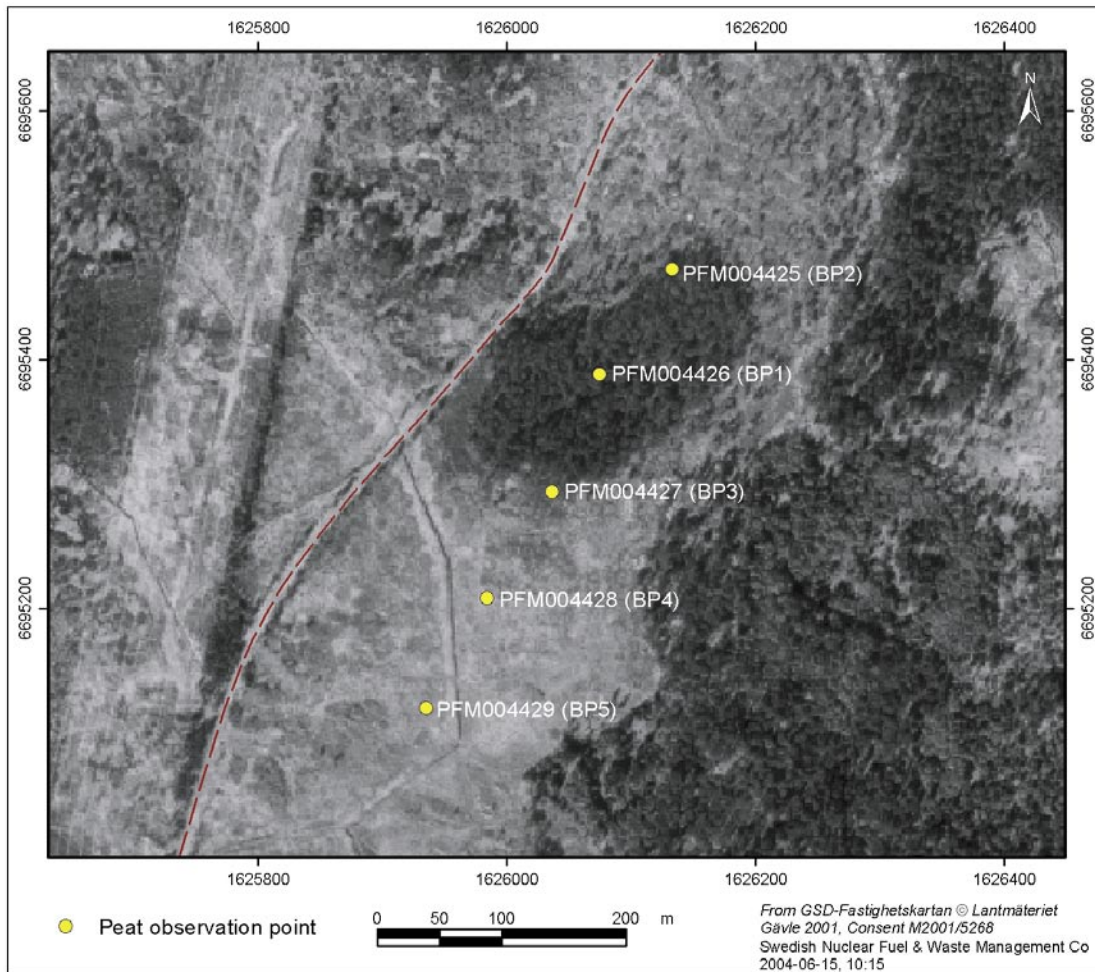 1625800 1626000 1626200 1626400
N
6695600 6695600
PFM004425 (BP2)
6695400 6695400
PFM004426 (BP1)
PFM004427 (BP3)
6695200 6695200
PFM004428 (BP4)
PFM004429 (BP5)
1625800 1626000 1626200 1626400
Peat observation point
0 50 100 200 m
From GSD-Fastighetskartan © Lantmäteriet
Gävle 2001, Consent M2001/5268
Swedish Nuclear Fuel & Waste Management Co
2004-06-15, 10:15